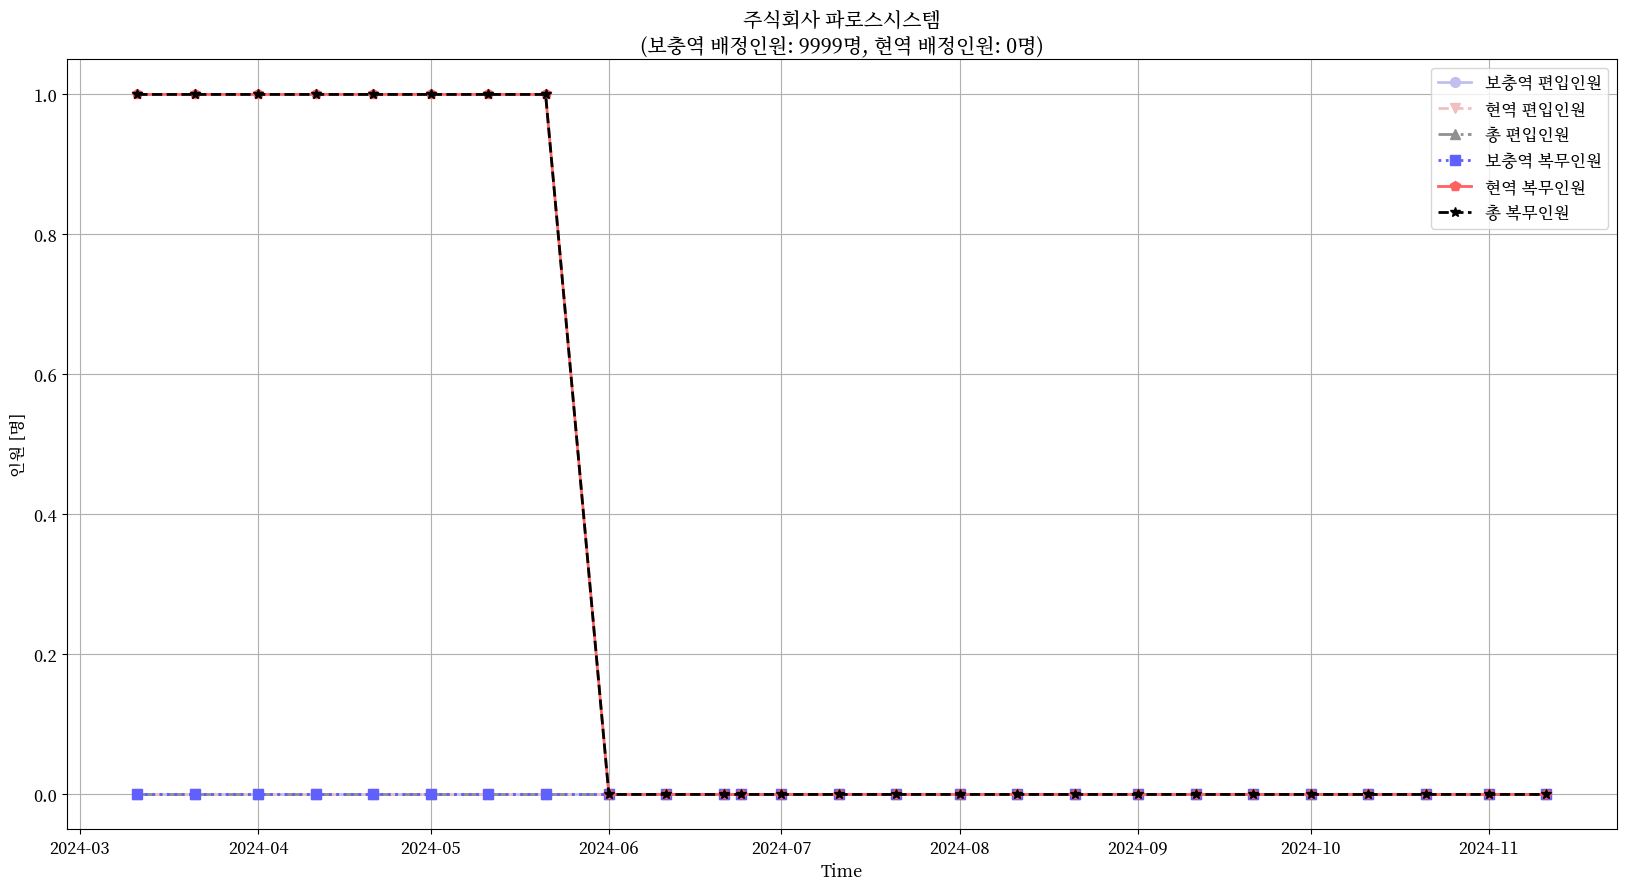 주식회사 파로스시스템
(보충역 배정인원: 9999명, 현역 배정인원: 0명)
보충역 편입인원
현역 편입인원
총 편입인원
보충역 복무인원
현역 복무인원
총 복무인원
1.0
0.8
0.6
0.4
0.2
0.0
인원 [명]
2024-03 2024-04 2024-05 2024-06 2024-07 2024-08 2024-09 2024-10 2024-11
Time